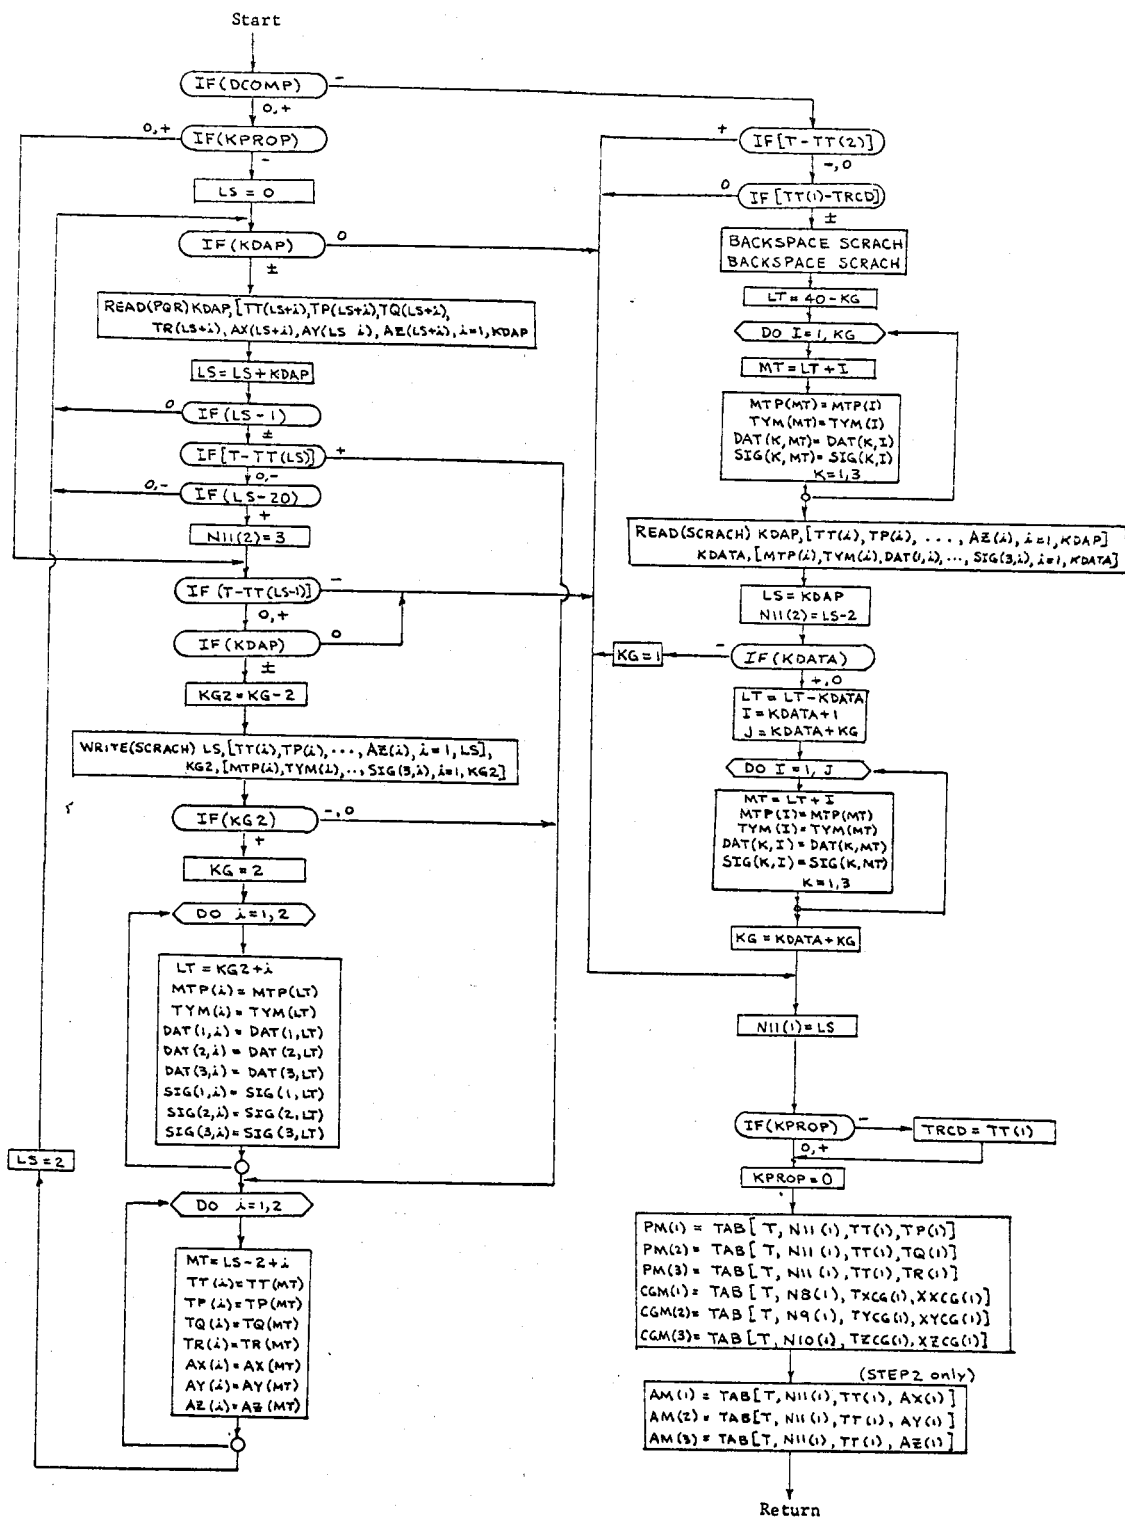 Start
IF(DCOMP)
-
0,+
0,+
IF(KPROP)
-
LS = 0
IF(KDAP)
0
±
READ(PQR)KDAP,[TT(LS+i),TP(LS+i),TQ(LS+i),
TR(LS+i),AX(LS+i),AY(LS i),AZ(LS+i),i=1,KDAP
LS=LS+KDAP
0
IF(LS-1)
±
IF[T-TT(LS)]
+
0,-
0,-
IF(LS-20)
+
N11(2)=3
IF (T-TT(LS-1)]
-
0,+
IF(KDAP)
0
±
KG2=KG-2
WRITE(SCRACH) LS,[TT(i),TP(i),...,AZ(i),i=1,LS],
KG2,[MTP(i),TYM(i),..,SIG(3,i),i=1,KG2]
IF(KG2)
-,0
+
KG=2
DO i=1,2
LT=KG2+i
MTP(i)=MTP(LT)
TYM(i)=TYM(LT)
DAT(1,i)=DAT(1,LT)
DAT(2,i)=DAT(2,LT)
DAT(3,i)=DAT(3,LT)
SIG(1,i)=SIG(1,LT)
SIG(2,i)=SIG(2,LT)
SIG(3,i)=SIG(3,LT)
LS=2
DO i=1,2
MT=LS-2+i
TT(i)=TT(MT)
TP(i)=TP(MT)
TQ(i)=TQ(MT)
TR(i)=TR(MT)
AX(i)=AX(MT)
AY(i)=AY(MT)
AZ(i)=AZ(MT)
+
IF[T-TT(2)]
-,0
0
IF[TT(1)-TRCD]
±
BACKSPACE SCRACH
BACKSPACE SCRACH
LT=40-KG
DO I=1,KG
MT=LT+I
MTP(MT)=MTP(I)
TYM(MT)=TYM(I)
DAT(K,MT)=DAT(K,I)
SIG(K,MT)=SIG(K,I)
K=1,3
READ(SCRACH) KDAP,[TT(i),TP(i), ..., AZ(i),i=1,KDAP]
KDATA,[MTP(i),TYM(i),DAT(1,i),...,SIG(3,i),i=1,KDATA]
LS=KDAP
N11(2)=LS-2
KG=1
-
IF(KDATA)
+,0
LT=LT-KDATA
I=KDATA+1
J=KDATA+KG
DO I=1,J
MT=LT+I
MTP(I)=MTP(MT)
TYM(I)=TYM(MT)
DAT(K,I)=DAT(K,MT)
SIG(K,I)=SIG(K,MT)
K=1,3
KG=KDATA+KG
N11(1)=LS
IF(KPROP)
-
TRCD=TT(1)
0,+
KPROP=0
PM(1) = TAB[T,N11(1),TT(1),TP(1)]
PM(2) = TAB[T,N11(1),TT(1),TQ(1)]
PM(3) = TAB[T,N11(1),TT(1),TR(1)]
CGM(1) = TAB[T,N8(1),TXCG(1),XXCG(1)]
CGM(2) = TAB[T,N9(1),TYCG(1),XYCG(1)]
CGM(3) = TAB[T,N10(1),TZCG(1),XZCG(1)]
(STEP2 only)
AM(1) = TAB[T,N11(1),TT(1),AX(1)]
AM(2) = TAB[T,N11(1),TT(1),AY(1)]
AM(3) = TAB[T,N11(1),TT(1),AZ(1)]
Return